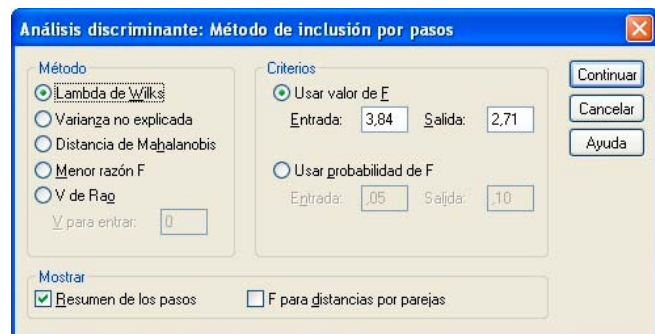 Análisis discriminante: Método de inclusión por pasos
Método
Lambda de Wilks
Varianza no explicada
Distancia de Mahalanobis
Menor razón F
V de Rao
V para entrar: 0
Criterios
Usar valor de F
Entrada: 3,84 Salida: 2,71
Usar probabilidad de F
Entrada: ,05 Salida: ,10
Continuar
Cancelar
Ayuda
Mostrar
Resumen de los pasos F para distancias por parejas